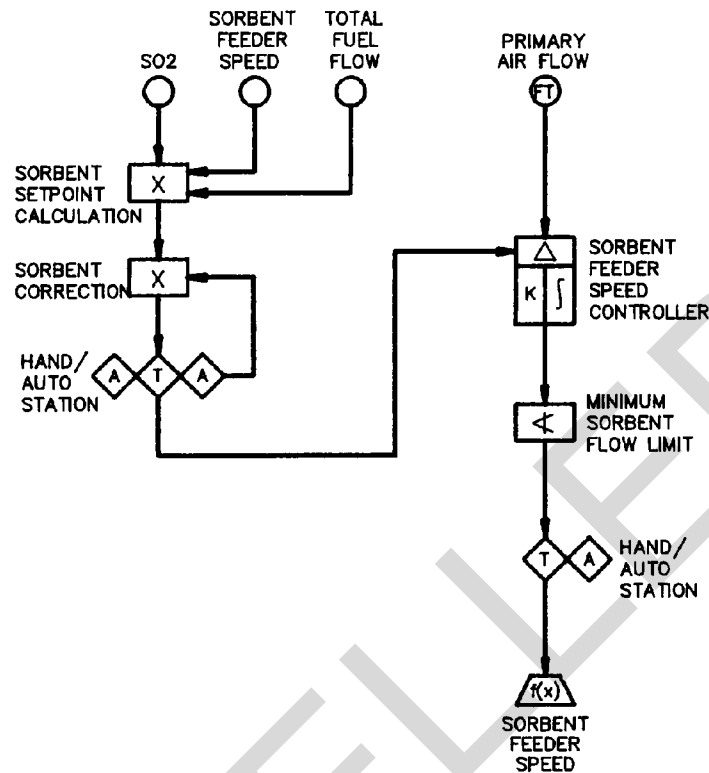 SO2
SORBENT
FEEDER
SPEED
TOTAL
FUEL
FLOW
PRIMARY
AIR FLOW
FT
SORBENT
SETPOINT
CALCULATION
X
SORBENT
CORRECTION
X
HAND/
AUTO
STATION
A
T
A
Δ
K ∫
SORBENT
FEEDER
SPEED
CONTROLLER
≮
MINIMUM
SORBENT
FLOW LIMIT
T
A
HAND/
AUTO
STATION
f(x)
SORBENT
FEEDER
SPEED